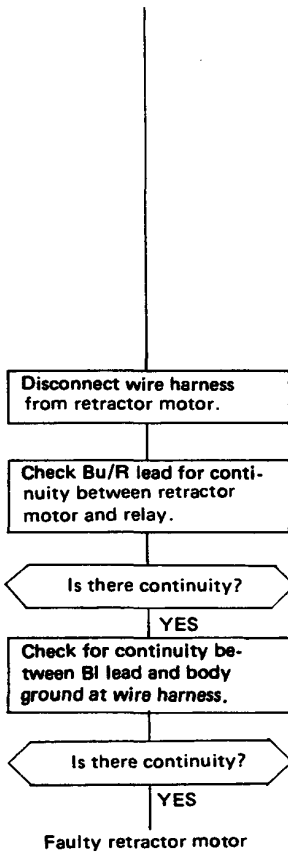 Disconnect wire harness
from retractor motor.
Check Bu/R lead for conti-
nuity between retractor
motor and relay.
Is there continuity?
YES
Check for continuity be-
tween Bl lead and body
ground at wire harness.
Is there continuity?
YES
Faulty retractor motor